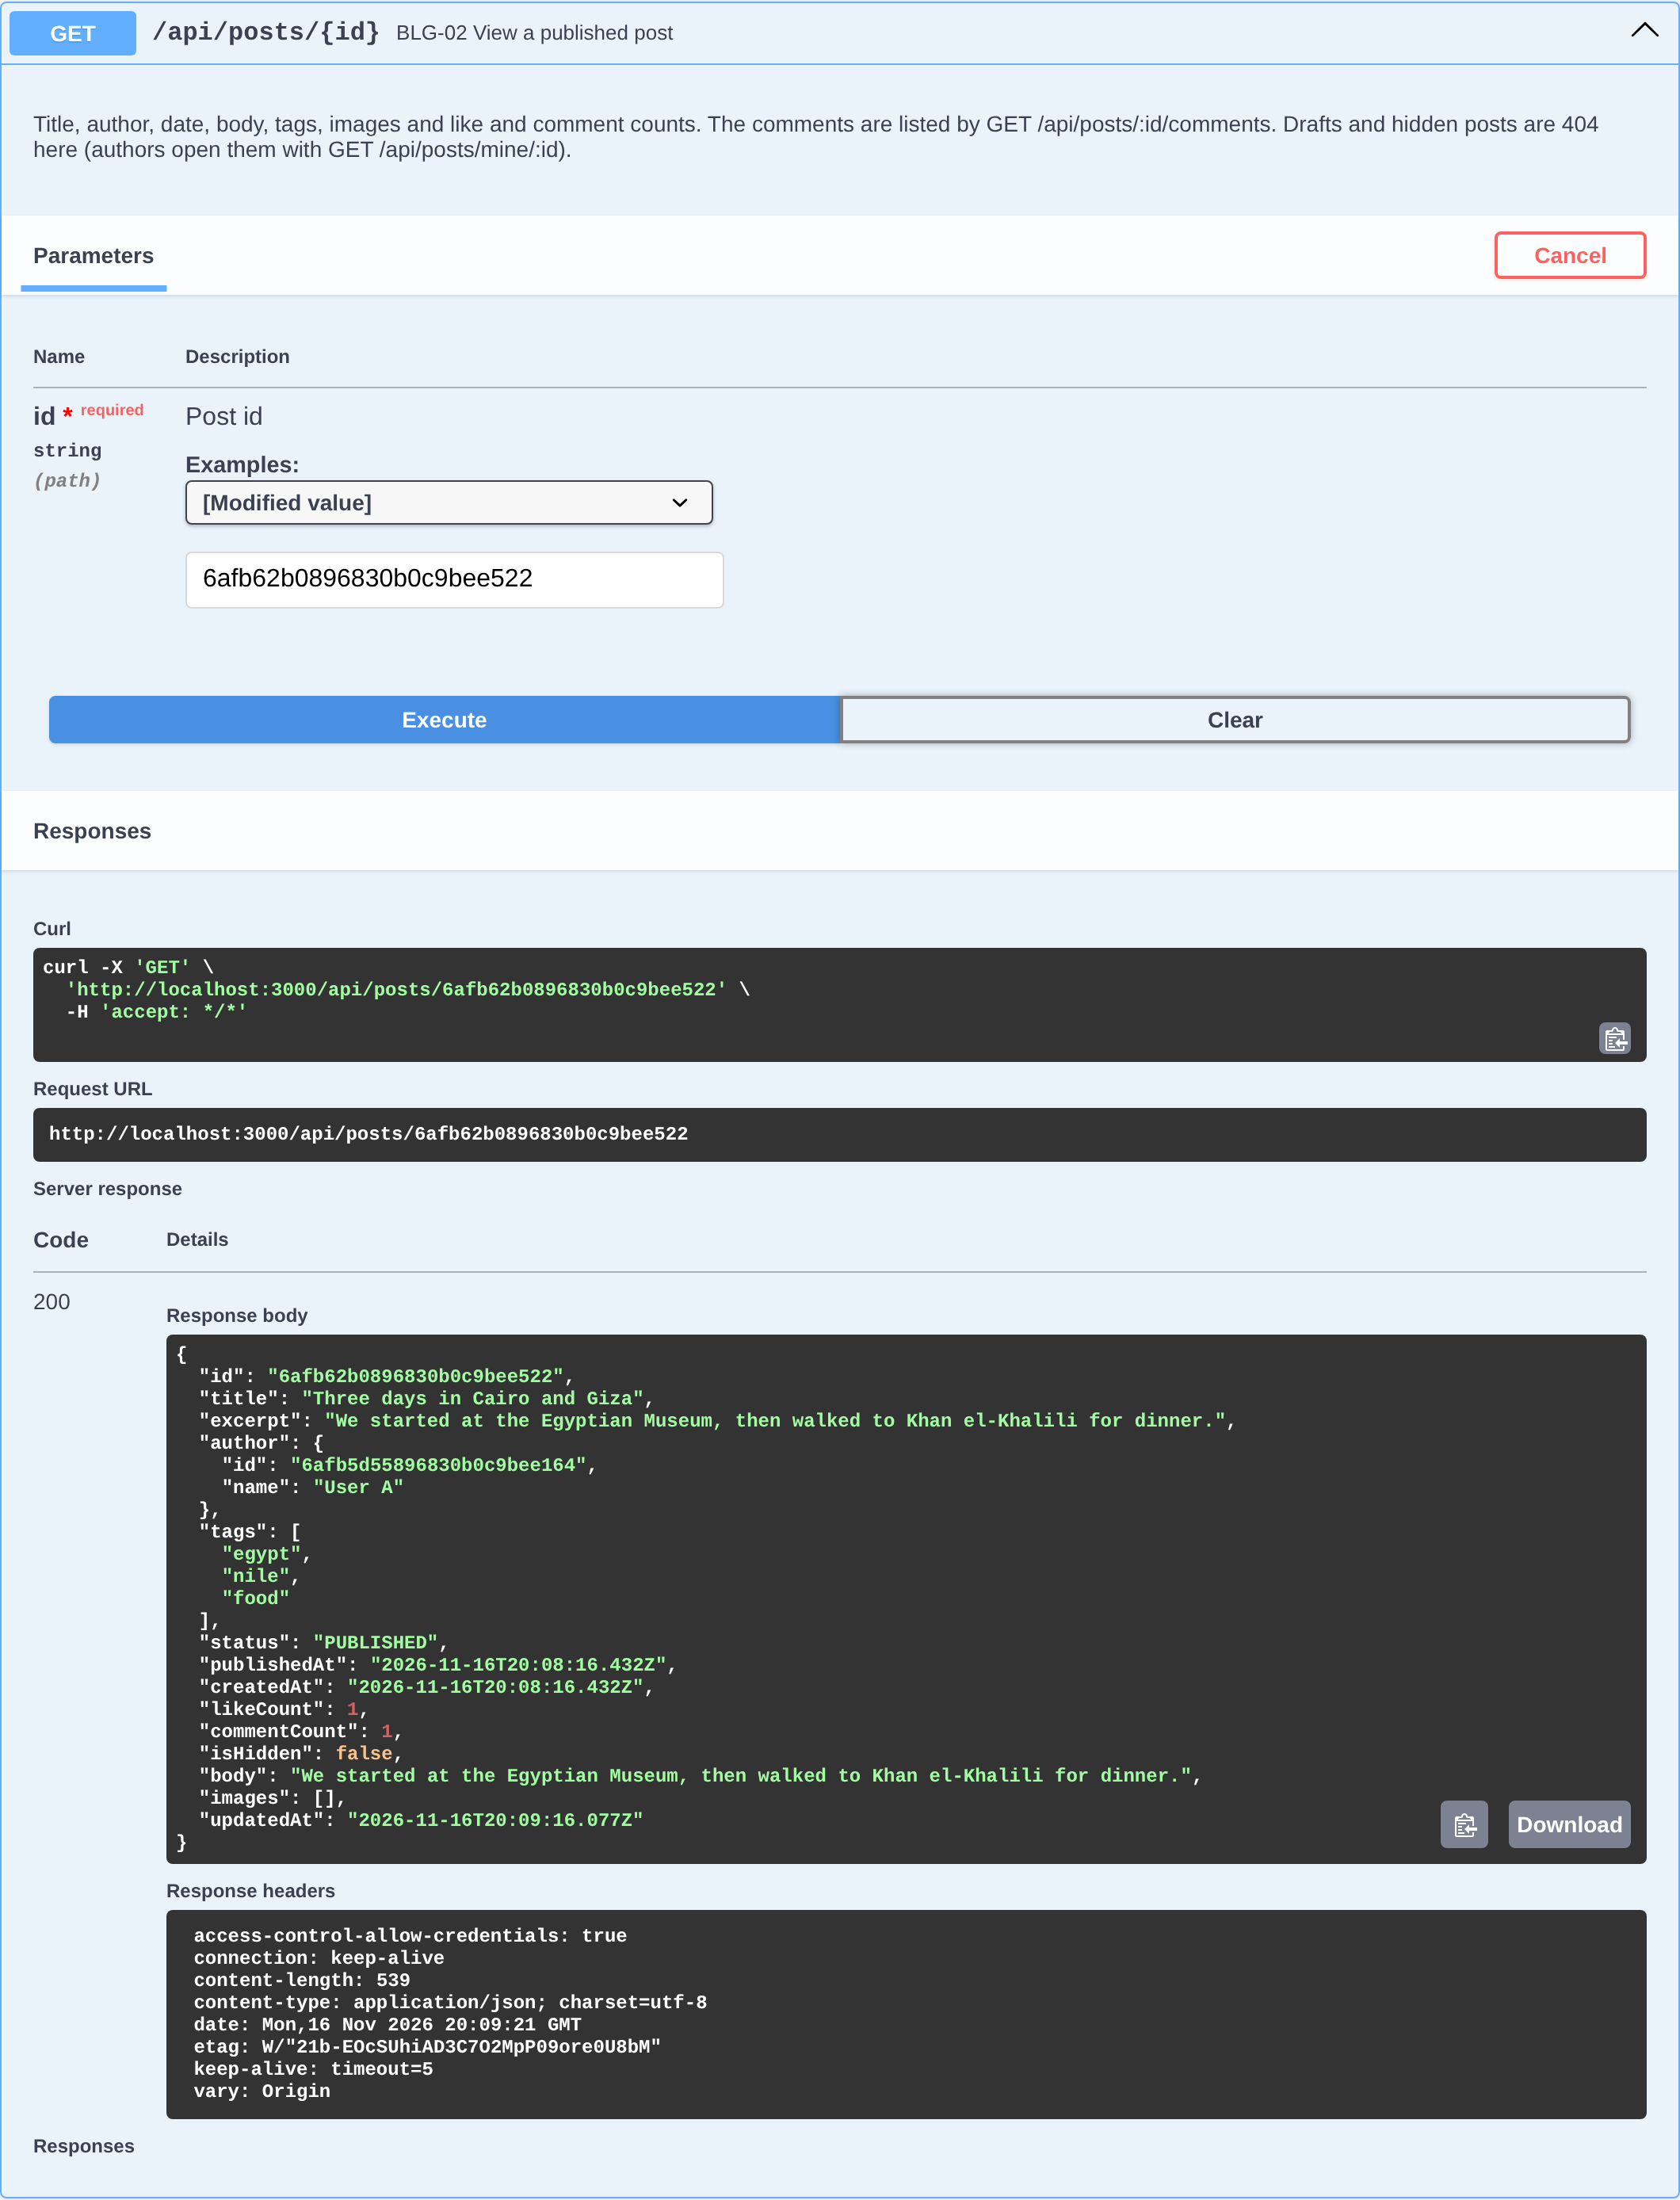 GET /api/posts/{id} BLG-02 View a published post
Title, author, date, body, tags, images and like and comment counts. The comments are listed by GET /api/posts/:id/comments. Drafts and hidden posts are 404
here (authors open them with GET /api/posts/mine/:id).
Parameters
Cancel
Name Description
id * required
Post id
string
(path)
Examples:
[Modified value]
6afb62b0896830b0c9bee522
Execute
Clear
Responses
Curl
curl -X 'GET' \
  'http://localhost:3000/api/posts/6afb62b0896830b0c9bee522' \
  -H 'accept: */*'
Request URL
http://localhost:3000/api/posts/6afb62b0896830b0c9bee522
Server response
Code Details
200
Response body
{
  "id": "6afb62b0896830b0c9bee522",
  "title": "Three days in Cairo and Giza",
  "excerpt": "We started at the Egyptian Museum, then walked to Khan el-Khalili for dinner.",
  "author": {
    "id": "6afb5d55896830b0c9bee164",
    "name": "User A"
  },
  "tags": [
    "egypt",
    "nile",
    "food"
  ],
  "status": "PUBLISHED",
  "publishedAt": "2026-11-16T20:08:16.432Z",
  "createdAt": "2026-11-16T20:08:16.432Z",
  "likeCount": 1,
  "commentCount": 1,
  "isHidden": false,
  "body": "We started at the Egyptian Museum, then walked to Khan el-Khalili for dinner.",
  "images": [],
  "updatedAt": "2026-11-16T20:09:16.077Z"
}
Download
Response headers
access-control-allow-credentials: true
connection: keep-alive
content-length: 539
content-type: application/json; charset=utf-8
date: Mon,16 Nov 2026 20:09:21 GMT
etag: W/"21b-EOcSUhiAD3C7O2MpP09ore0U8bM"
keep-alive: timeout=5
vary: Origin
Responses